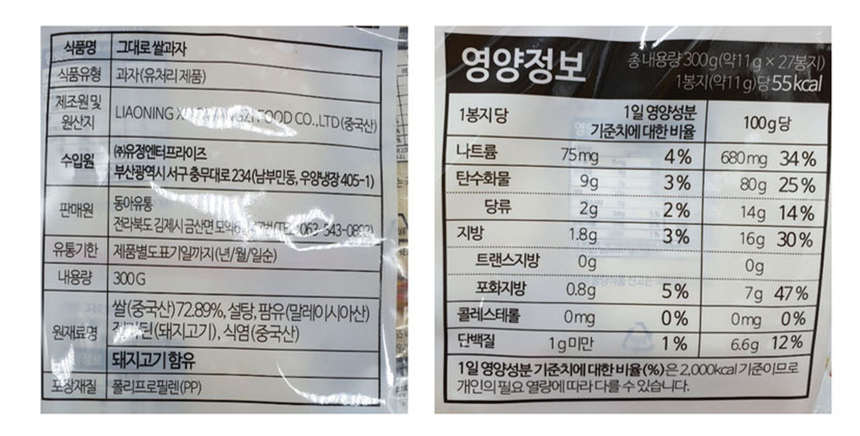 식품명 그대로 쌀과자
식품유형 과자(유처리제품)
제조원 및
원산지
LIAONING FOOD CO.,LTD(중국산)
수입원
㈜유정엔터프라이즈
부산광역시 서구 충무대로 234(남부민동, 우양냉장 405-1)
판매원
동아유통
전라북도 김제시 금산면
유통기한 제품별도표기일까지(년/월/일순)
내용량 300G
원재료명
쌀(중국산)72.89%, 설탕, 팜유(말레이시아산)
(돼지고기), 식염(중국산)
돼지고기 함유
포장재질 폴리프로필렌(PP)
영양정보
총 내용량 300g(약11g × 27봉지)
1봉지(약11g)당 55kcal
1봉지당 1일 영양성분 기준치에 대한 비율 100g당
나트륨 75mg 4% 680mg 34%
탄수화물 9g 3% 80g 25%
당류 2g 2% 14g 14%
지방 1.8g 3% 16g 30%
트랜스지방 0g 0g
포화지방 0.8g 5% 7g 47%
콜레스테롤 0mg 0% 0mg 0%
단백질 1g미만 1% 6.6g 12%
1일 영양성분 기준치에 대한 비율(%)은 2,000kcal 기준이므로
개인의 필요 열량에 따라 다를 수 있습니다.